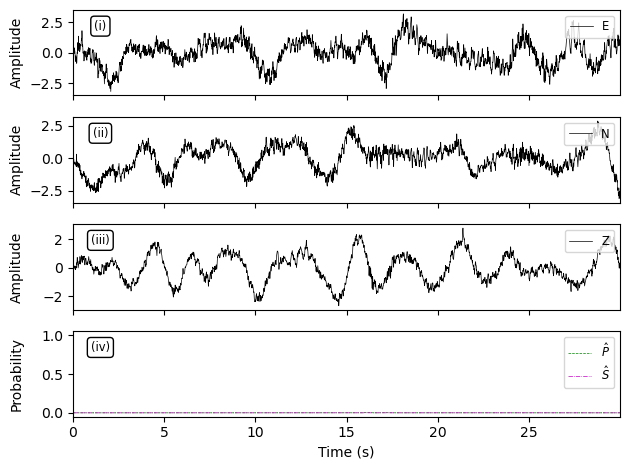 Amplitude
2.5
0.0
−2.5
(i)
E
Amplitude
2.5
0.0
−2.5
(ii)
N
Amplitude
2
0
−2
(iii)
Z
Probability
1.0
0.5
0.0
(iv)
P̂
Ŝ
0 5 10 15 20 25
Time (s)